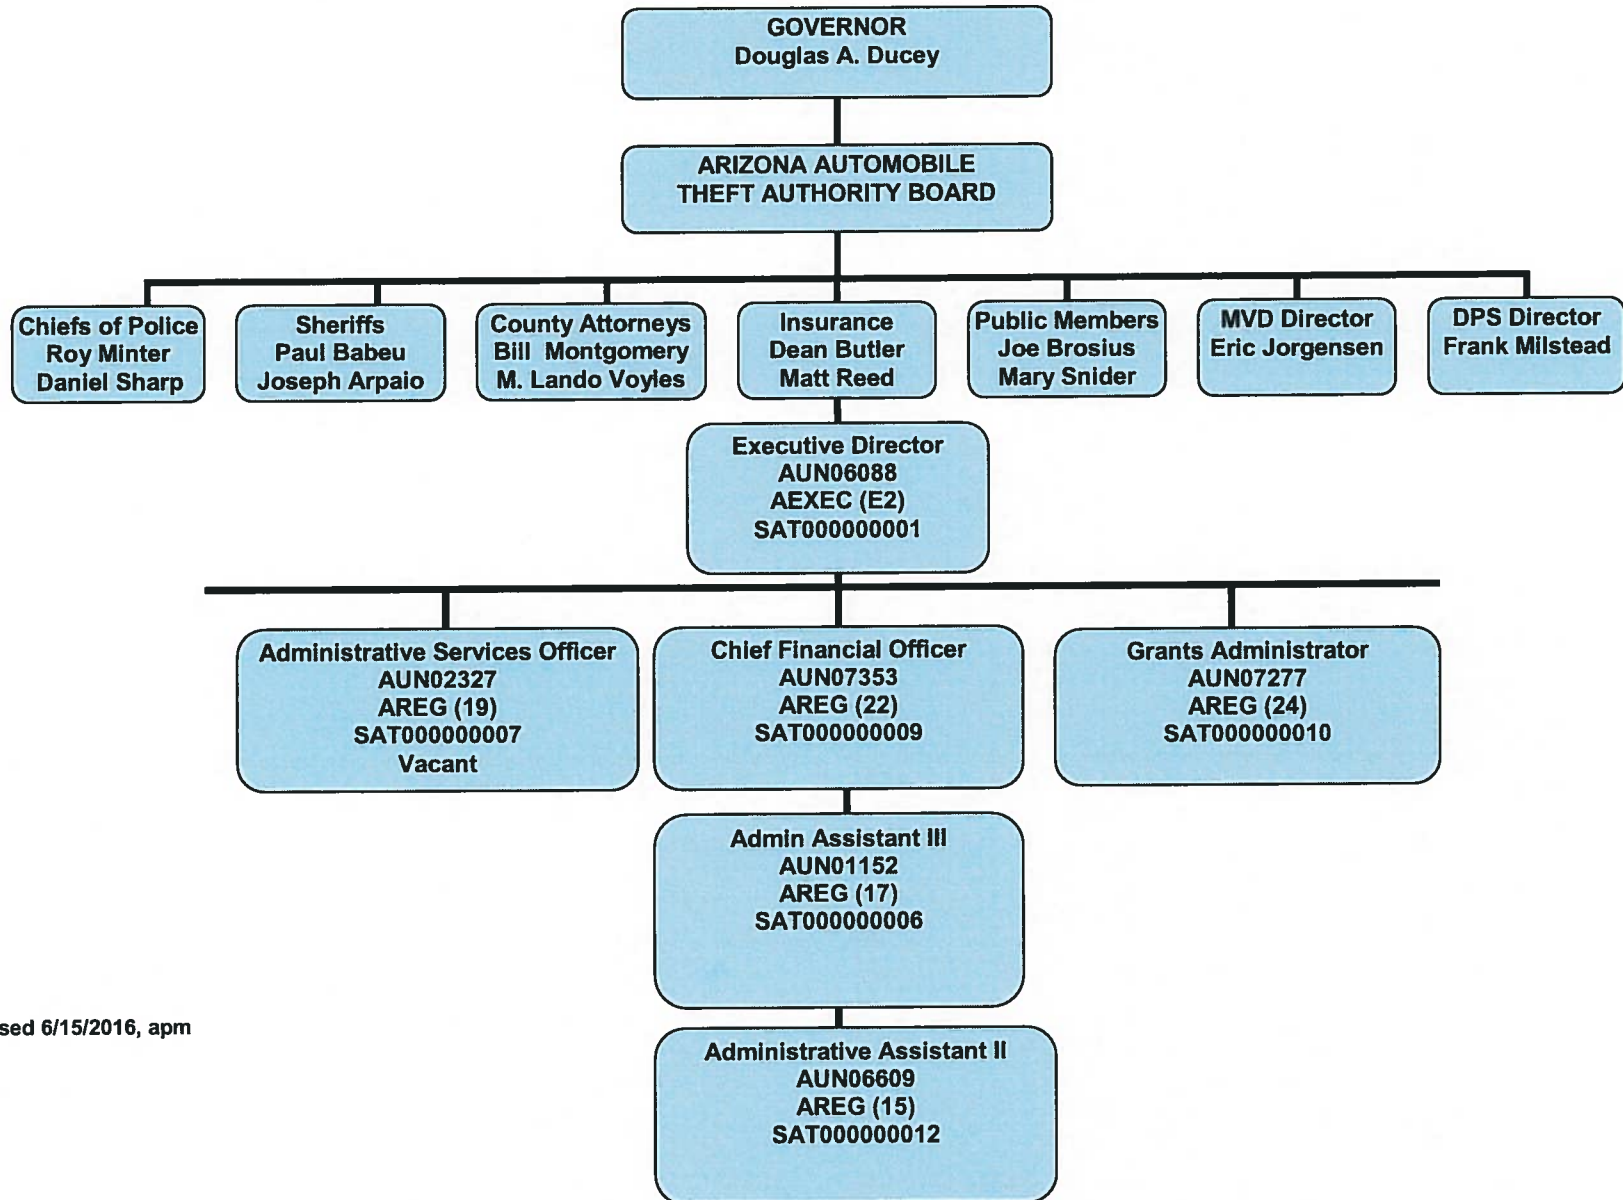 GOVERNOR
Douglas A. Ducey
ARIZONA AUTOMOBILE
THEFT AUTHORITY BOARD
Chiefs of Police
Roy Minter
Daniel Sharp
Sheriffs
Paul Babeu
Joseph Arpaio
County Attorneys
Bill Montgomery
M. Lando Voyles
Insurance
Dean Butler
Matt Reed
Public Members
Joe Brosius
Mary Snider
MVD Director
Eric Jorgensen
DPS Director
Frank Milstead
Executive Director
AUN06088
AEXEC (E2)
SAT000000001
Administrative Services Officer
AUN02327
AREG (19)
SAT000000007
Vacant
Chief Financial Officer
AUN07353
AREG (22)
SAT000000009
Grants Administrator
AUN07277
AREG (24)
SAT000000010
Admin Assistant III
AUN01152
AREG (17)
SAT000000006
sed 6/15/2016, apm
Administrative Assistant II
AUN06609
AREG (15)
SAT000000012